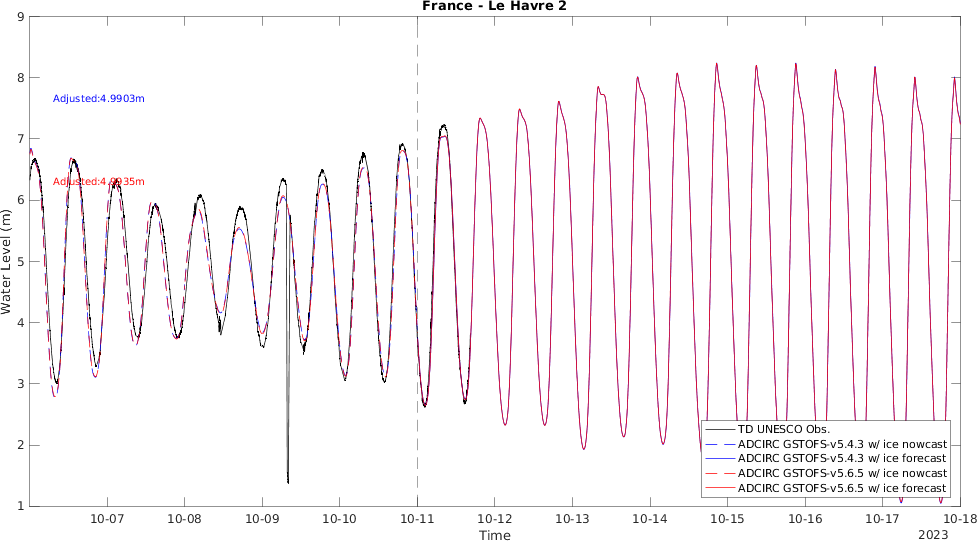 France - Le Havre 2
9
8
7
6
5
4
3
2
1
Water Level (m)
Adjusted:4.9903m
Adjusted:4.9935m
TD UNESCO Obs.
ADCIRC GSTOFS-v5.4.3 w/ ice nowcast
ADCIRC GSTOFS-v5.4.3 w/ ice forecast
ADCIRC GSTOFS-v5.6.5 w/ ice nowcast
ADCIRC GSTOFS-v5.6.5 w/ ice forecast
10-07 10-08 10-09 10-10 10-11 10-12 10-13 10-14 10-15 10-16 10-17 10-18
Time
2023